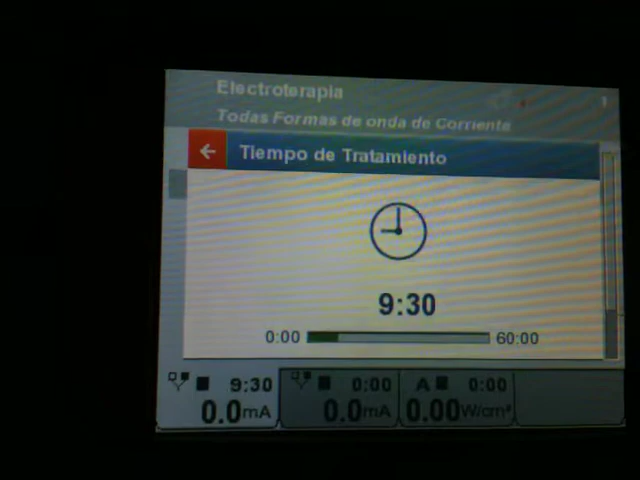 Electroterapia
Todas Formas de onda de Corriente
Tiempo de Tratamiento
9:30
0:00 60:00
9:30 0:00 A 0:00
0.0mA 0.0mA 0.00W/cm²